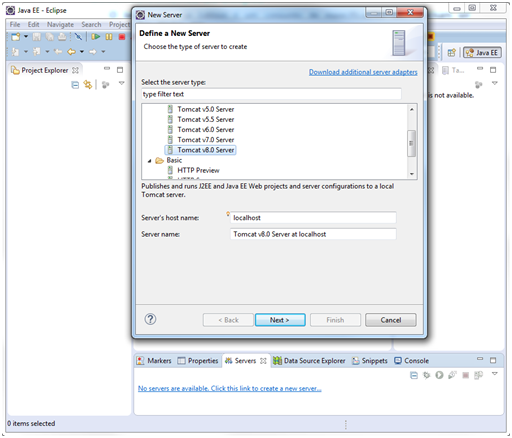 Java EE - Eclipse
File Edit Navigate Search Project
New Server
Define a New Server
Choose the type of server to create
Download additional server adapters
Select the server type:
type filter text
Tomcat v5.0 Server
Tomcat v5.5 Server
Tomcat v6.0 Server
Tomcat v7.0 Server
Tomcat v8.0 Server
Basic
HTTP Preview
Publishes and runs J2EE and Java EE Web projects and server configurations to a local
Tomcat server.
Server's host name: localhost
Server name: Tomcat v8.0 Server at localhost
? < Back Next > Finish Cancel
Java EE
Project Explorer
Ta...
is not available.
Markers Properties Servers Data Source Explorer Snippets Console
No servers are available. Click this link to create a new server...
0 items selected